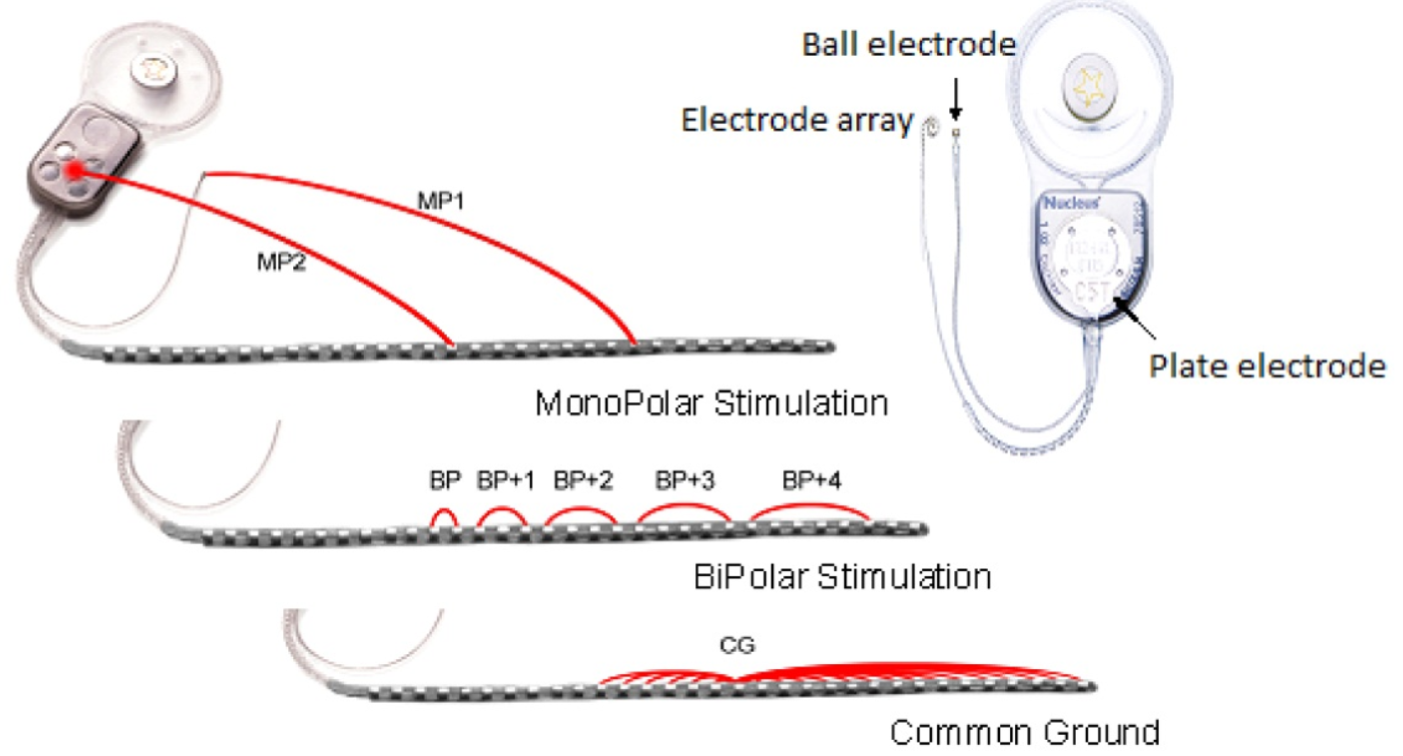 Ball electrode
Electrode array
MP1
MP2
Nucleus
Plate electrode
MonoPolar Stimulation
BP BP+1 BP+2 BP+3 BP+4
BiPolar Stimulation
CG
Common Ground